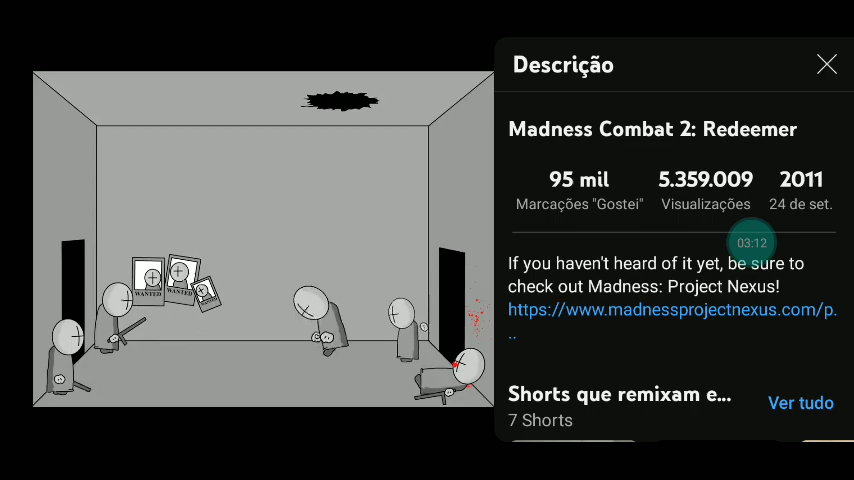 Descrição
Madness Combat 2: Redeemer
95 mil 5.359.009 2011
Marcações "Gostei" Visualizações 24 de set.
03:12
If you haven't heard of it yet, be sure to
check out Madness: Project Nexus!
https://www.madnessprojectnexus.com/p.
..
Shorts que remixam e... Ver tudo
7 Shorts
WANTED WANTED WANTED